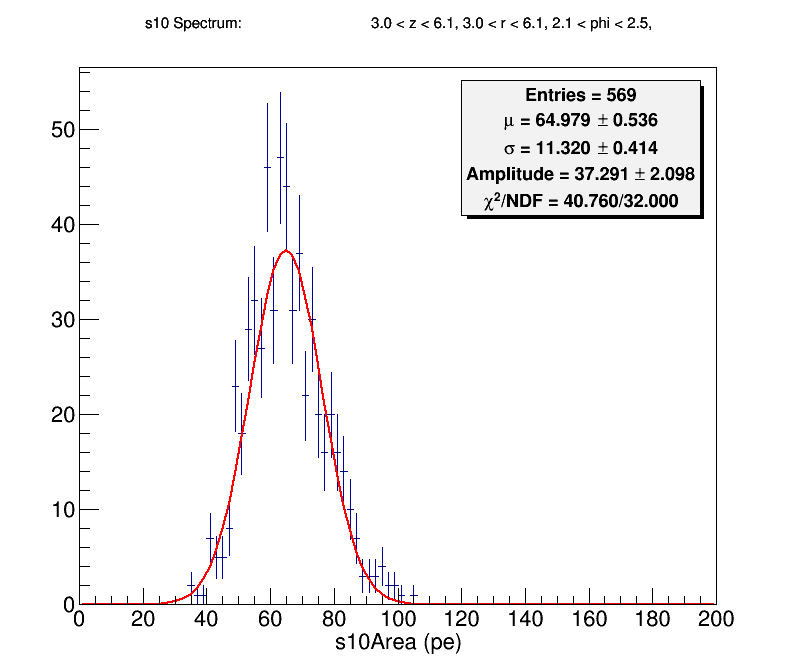 s10 Spectrum: 3.0 < z < 6.1, 3.0 < r < 6.1, 2.1 < phi < 2.5,
Entries = 569
μ = 64.979 ± 0.536
σ = 11.320 ± 0.414
Amplitude = 37.291 ± 2.098
χ²/NDF = 40.760/32.000
50
40
30
20
10
0
0 20 40 60 80 100 120 140 160 180 200
s10Area (pe)